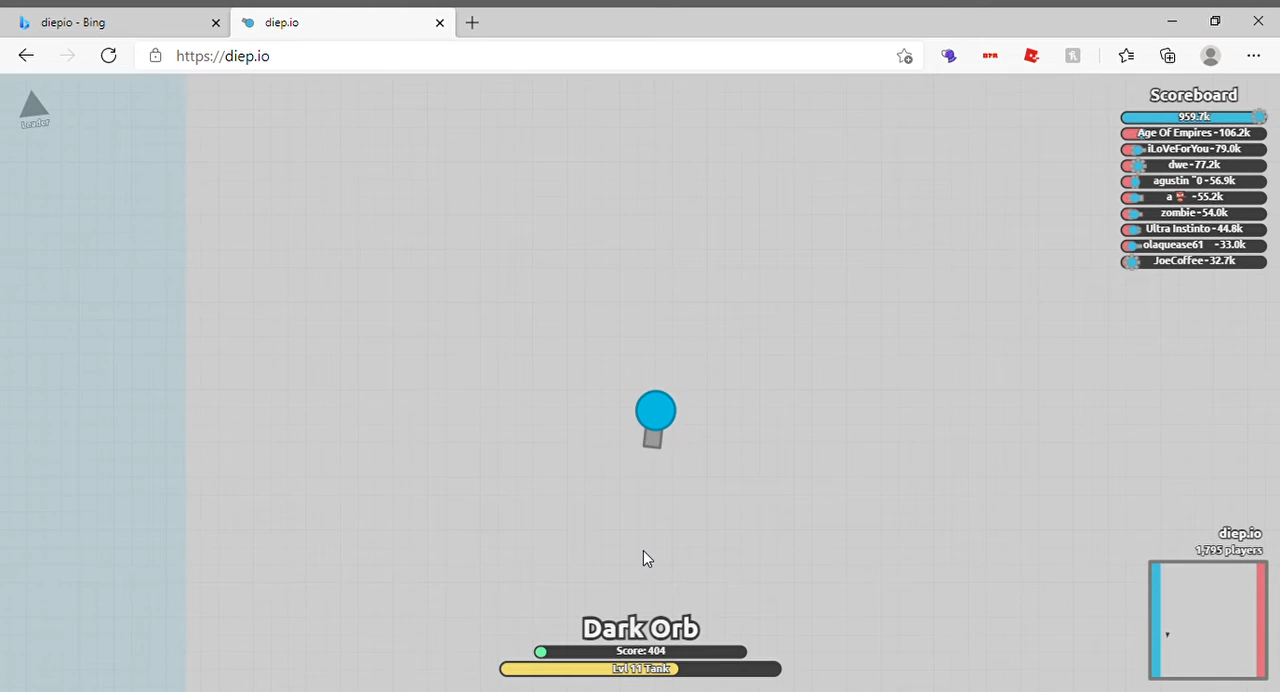 diepio - Bing
diep.io
https://diep.io
Leader
Scoreboard
959.7k
Age Of Empires - 106.2k
iLoVeForYou - 79.0k
dwe - 77.2k
agustin ˜0 - 56.9k
a - 55.2k
zombie - 54.0k
Ultra Instinto - 44.8k
olaquease61 - 33.0k
JoeCoffee - 32.7k
diep.io
1,795 players
Dark Orb
Score: 404
Lvl 11 Tank